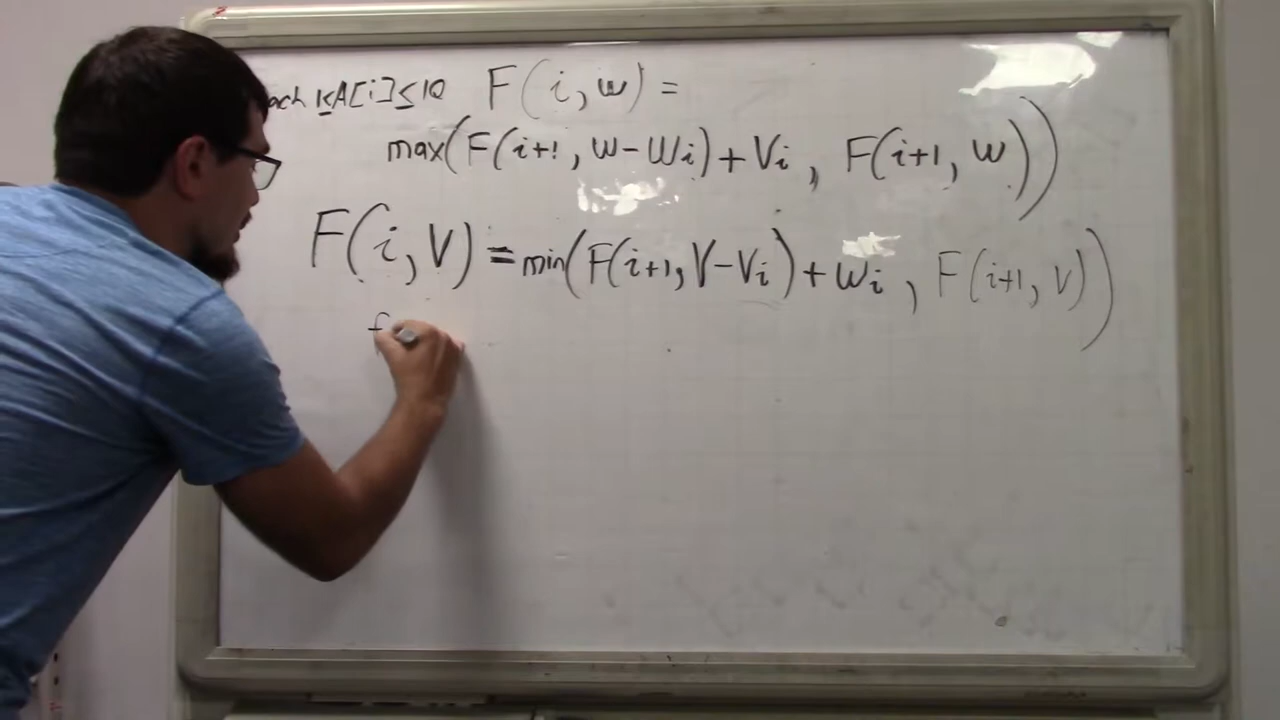 ach 1≤A[i]≤10 F(i,w) =
max(F(i+1, w-wi)+Vi, F(i+1, w))
F(i,V) = min(F(i+1, V-Vi)+wi, F(i+1, V))
f